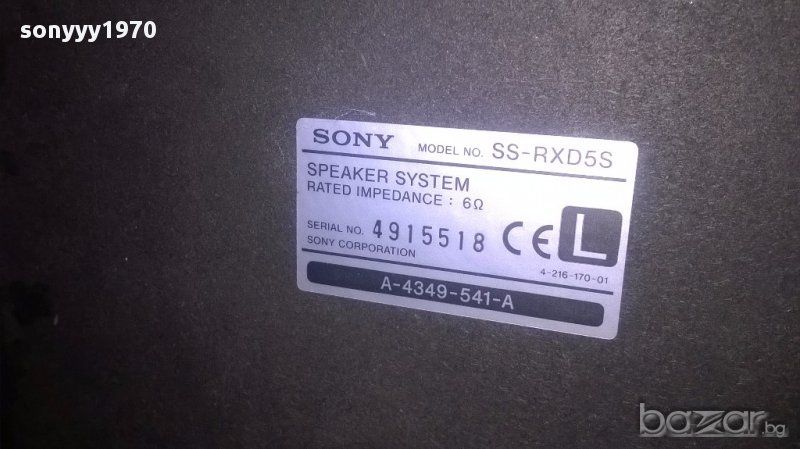 sonyyy1970
SONY MODEL NO. SS-RXD5S
SPEAKER SYSTEM
RATED IMPEDANCE : 6Ω
SERIAL NO. 4915518 CE L
SONY CORPORATION
4-216-170-01
A-4349-541-A
bazar.bg